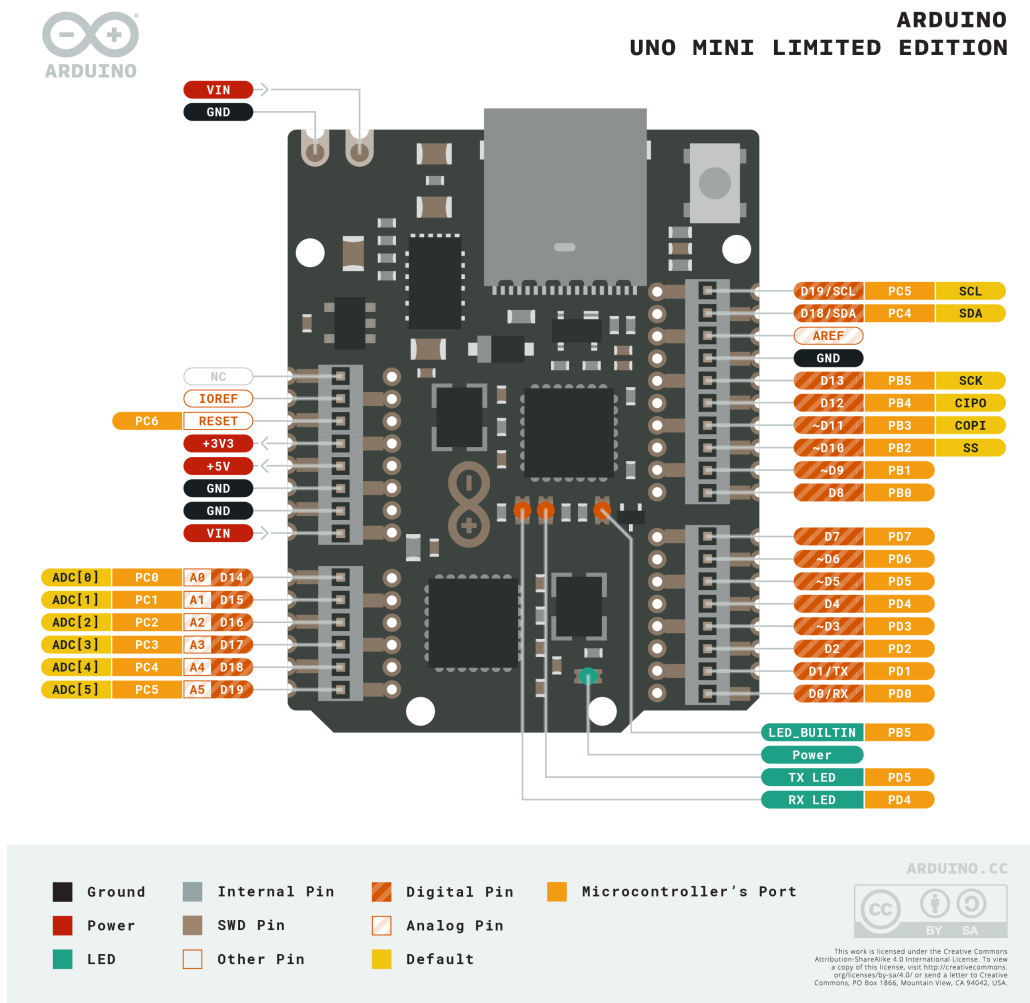 ARDUINO
ARDUINO
UNO MINI LIMITED EDITION
VIN
GND
D19/SCL PC5 SCL
D18/SDA PC4 SDA
AREF
GND
D13 PB5 SCK
D12 PB4 CIPO
~D11 PB3 COPI
~D10 PB2 SS
~D9 PB1
D8 PB0
NC
IOREF
PC6 RESET
+3V3
+5V
GND
GND
VIN
D7 PD7
~D6 PD6
~D5 PD5
D4 PD4
~D3 PD3
D2 PD2
D1/TX PD1
D0/RX PD0
ADC[0] PC0 A0 D14
ADC[1] PC1 A1 D15
ADC[2] PC2 A2 D16
ADC[3] PC3 A3 D17
ADC[4] PC4 A4 D18
ADC[5] PC5 A5 D19
LED_BUILTIN PB5
Power
TX LED PD5
RX LED PD4
Ground
Power
LED
Internal Pin
SWD Pin
Other Pin
Digital Pin
Analog Pin
Default
Microcontroller's Port
ARDUINO.CC
cc
BY SA
This work is licensed under the Creative Commons
Attribution-ShareAlike 4.0 International License. To view
a copy of this license, visit http://creativecommons.
org/licenses/by-sa/4.0/ or send a letter to Creative
Commons, PO Box 1866, Mountain View, CA 94042, USA.